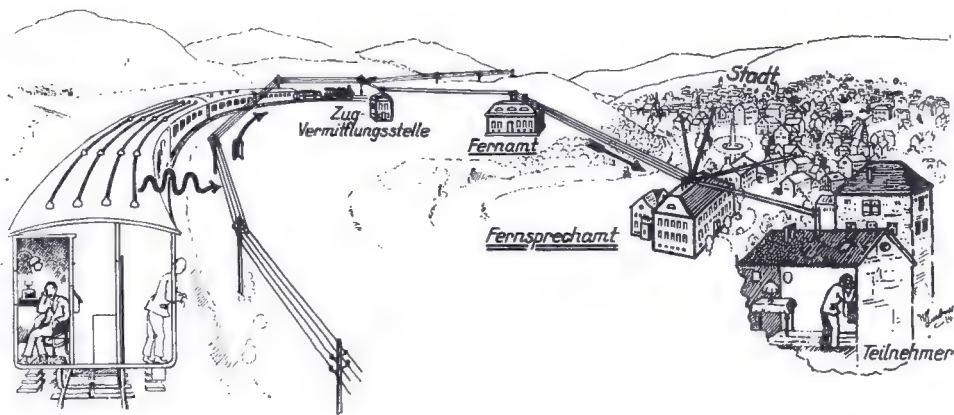 Zug-
Vermittlungsstelle
Fernamt
Stadt
Fernsprechamt
Teilnehmer